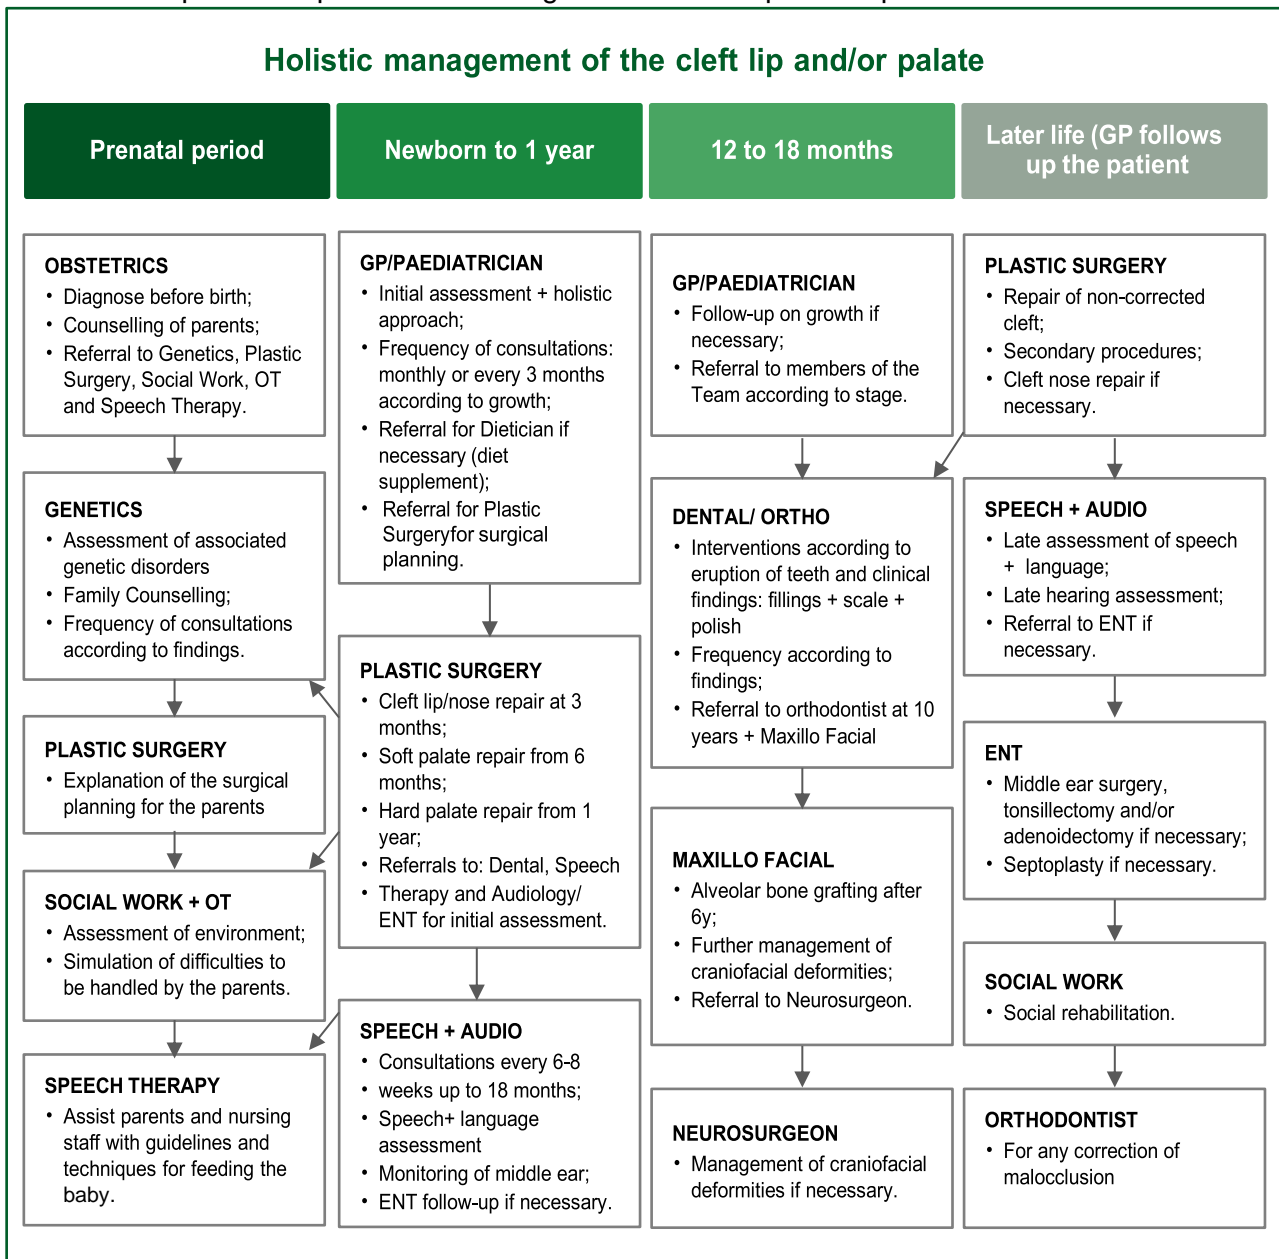 Holistic management of the cleft lip and/or palate
Prenatal period
OBSTETRICS
• Diagnose before birth;
• Counselling of parents;
• Referral to Genetics, Plastic
Surgery, Social Work, OT
and Speech Therapy.
GENETICS
• Assessment of associated
genetic disorders
• Family Counselling;
• Frequency of consultations
according to findings.
PLASTIC SURGERY
• Explanation of the surgical
planning for the parents
SOCIAL WORK + OT
• Assessment of environment;
• Simulation of difficulties to
be handled by the parents.
SPEECH THERAPY
• Assist parents and nursing
staff with guidelines and
techniques for feeding the
baby.
Newborn to 1 year
GP/PAEDIATRICIAN
• Initial assessment + holistic
approach;
• Frequency of consultations:
monthly or every 3 months
according to growth;
• Referral for Dietician if
necessary (diet
supplement);
• Referral for Plastic
Surgeryfor surgical
planning.
PLASTIC SURGERY
• Cleft lip/nose repair at 3
months;
• Soft palate repair from 6
months;
• Hard palate repair from 1
year;
• Referrals to: Dental, Speech
• Therapy and Audiology/
ENT for initial assessment.
SPEECH + AUDIO
• Consultations every 6-8
• weeks up to 18 months;
• Speech+ language
assessment
• Monitoring of middle ear;
• ENT follow-up if necessary.
12 to 18 months
GP/PAEDIATRICIAN
• Follow-up on growth if
necessary;
• Referral to members of the
Team according to stage.
DENTAL/ ORTHO
• Interventions according to
eruption of teeth and clinical
findings: fillings + scale +
polish
• Frequency according to
findings;
• Referral to orthodontist at 10
years + Maxillo Facial
MAXILLO FACIAL
• Alveolar bone grafting after
6y;
• Further management of
craniofacial deformities;
• Referral to Neurosurgeon.
NEUROSURGEON
• Management of craniofacial
deformities if necessary.
Later life (GP follows
up the patient
PLASTIC SURGERY
• Repair of non-corrected
cleft;
• Secondary procedures;
• Cleft nose repair if
necessary.
SPEECH + AUDIO
• Late assessment of speech
+ language;
• Late hearing assessment;
• Referral to ENT if
necessary.
ENT
• Middle ear surgery,
tonsillectomy and/or
adenoidectomy if necessary;
• Septoplasty if necessary.
SOCIAL WORK
• Social rehabilitation.
ORTHODONTIST
• For any correction of
malocclusion